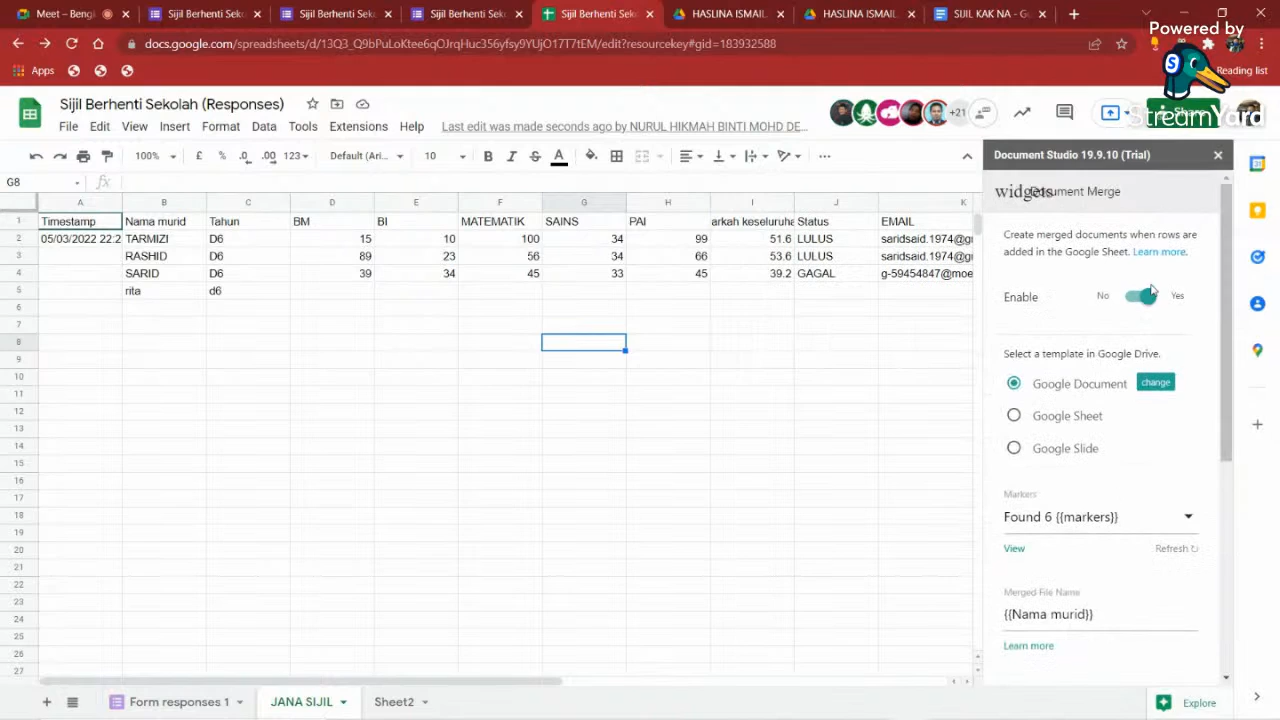 Meet – Bengk
Sijil Berhenti Sek
Sijil Berhenti Sek
Sijil Berhenti Sek
Sijil Berhenti Sek
HASLINA ISMAIL
HASLINA ISMAIL
SIJIL KAK NA - Go
docs.google.com/spreadsheets/d/13Q3_Q9bPuLoKtee6qOJrqHuc356yfsy9YUjO17T7tEM/edit?resourcekey#gid=183932588
Powered by
StreamYard
Apps
Reading list
Sijil Berhenti Sekolah (Responses)
+21
File Edit View Insert Format Data Tools Extensions Help
Last edit was made seconds ago by NURUL HIKMAH BINTI MOHD DE...
100% £ % .0 .00 123 Default (Ari... 10 B I S A
G8
fx
A B C D E F G H I J K
1 Timestamp Nama murid Tahun BM BI MATEMATIK SAINS PAI arkah keseluruha Status EMAIL
2 05/03/2022 22:2 TARMIZI D6 15 10 100 34 99 51.6 LULUS saridsaid.1974@g
3 RASHID D6 89 23 56 34 66 53.6 LULUS saridsaid.1974@g
4 SARID D6 39 34 45 33 45 39.2 GAGAL g-59454847@moe
5 rita d6
6
7
8
9
10
11
12
13
14
15
16
17
18
19
20
21
22
23
24
25
26
27
Document Studio 19.9.10 (Trial)
widgets
Document Merge
Create merged documents when rows are
added in the Google Sheet. Learn more.
Enable No Yes
Select a template in Google Drive.
Google Document change
Google Sheet
Google Slide
Markers
Found 6 {{markers}}
View Refresh
Merged File Name
{{Nama murid}}
Learn more
Form responses 1 JANA SIJIL Sheet2
Explore